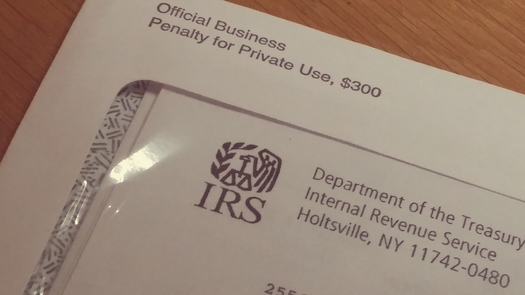 Official Business
Penalty for Private Use, $300
IRS
Department of the Treasury
Internal Revenue Service
Holtsville, NY 11742-0480